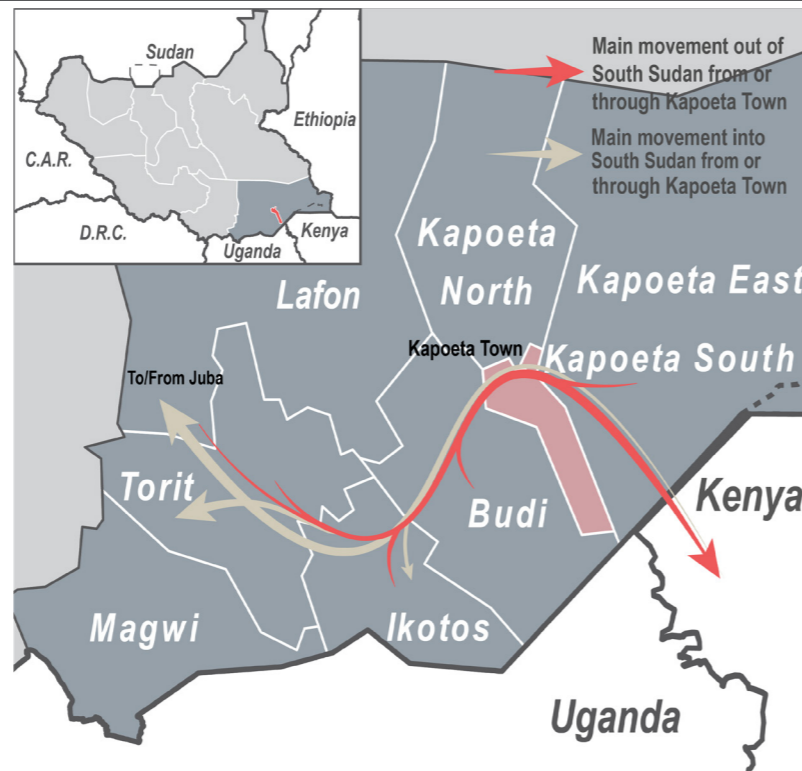 Sudan
Ethiopia
C.A.R.
D.R.C.
Kenya
Uganda
Main movement out of
South Sudan from or
through Kapoeta Town
Main movement into
South Sudan from or
through Kapoeta Town
Kapoeta
North
Kapoeta East
Lafon
Kapoeta Town
Kapoeta South
To/From Juba
Torit
Budi
Kenya
Magwi
Ikotos
Uganda